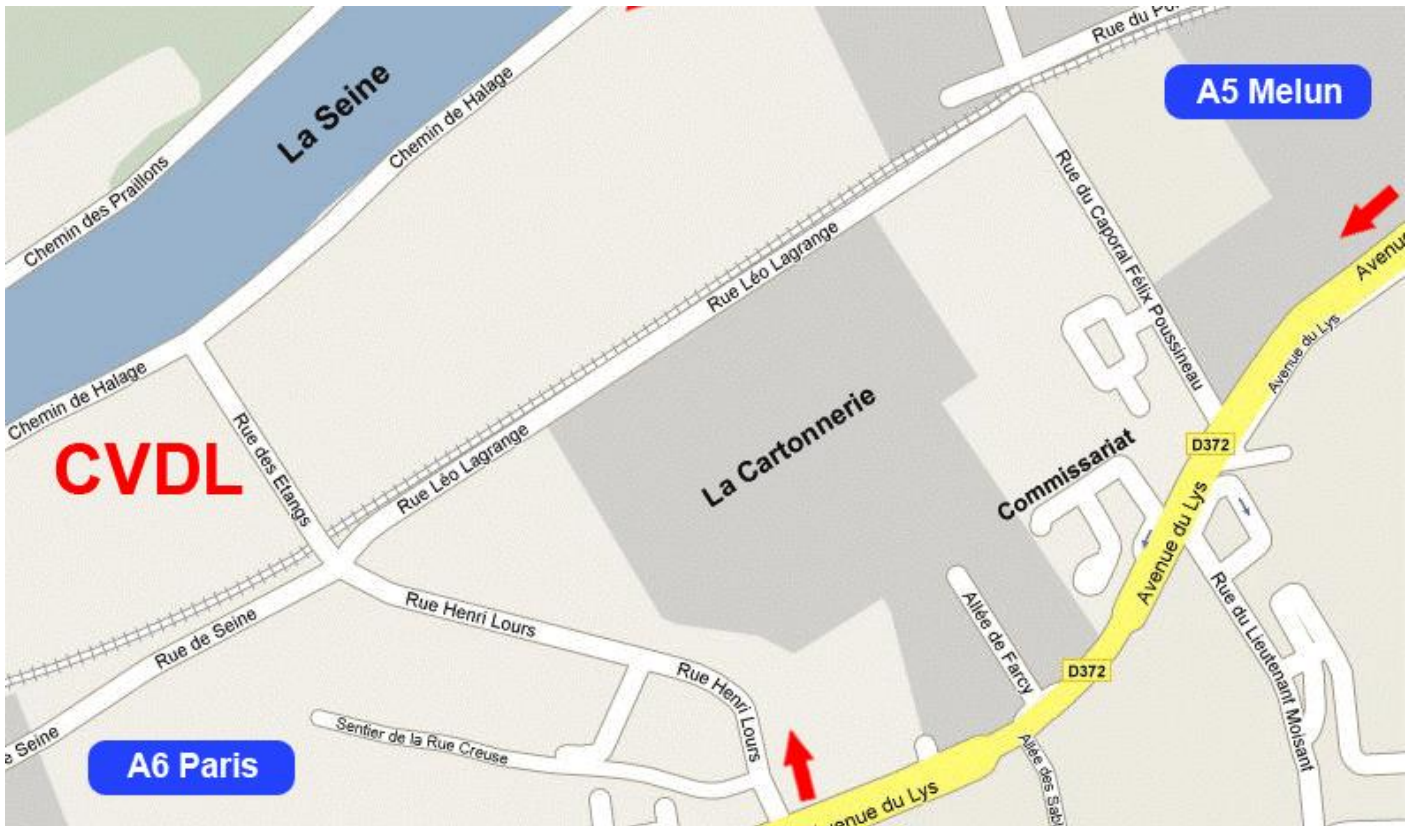 Rue du Po
A5 Melun
La Seine
Chemin de Halage
Chemin des Praillons
Rue du Caporal Félix Poussineau
Avenue
Rue Léo Lagrange
Avenue du Lys
Chemin de Halage
Rue des Etangs
CVDL
Rue Léo Lagrange
La Cartonnerie
D372
Commissariat
Avenue du Lys
Rue Henri Lours
Allée de Farcy
Rue du Lieutenant Moisant
Rue de Seine
D372
Rue Henri Lours
Sentier de la Rue Creuse
e Seine
A6 Paris
Allée des Sabl
venue du Lys